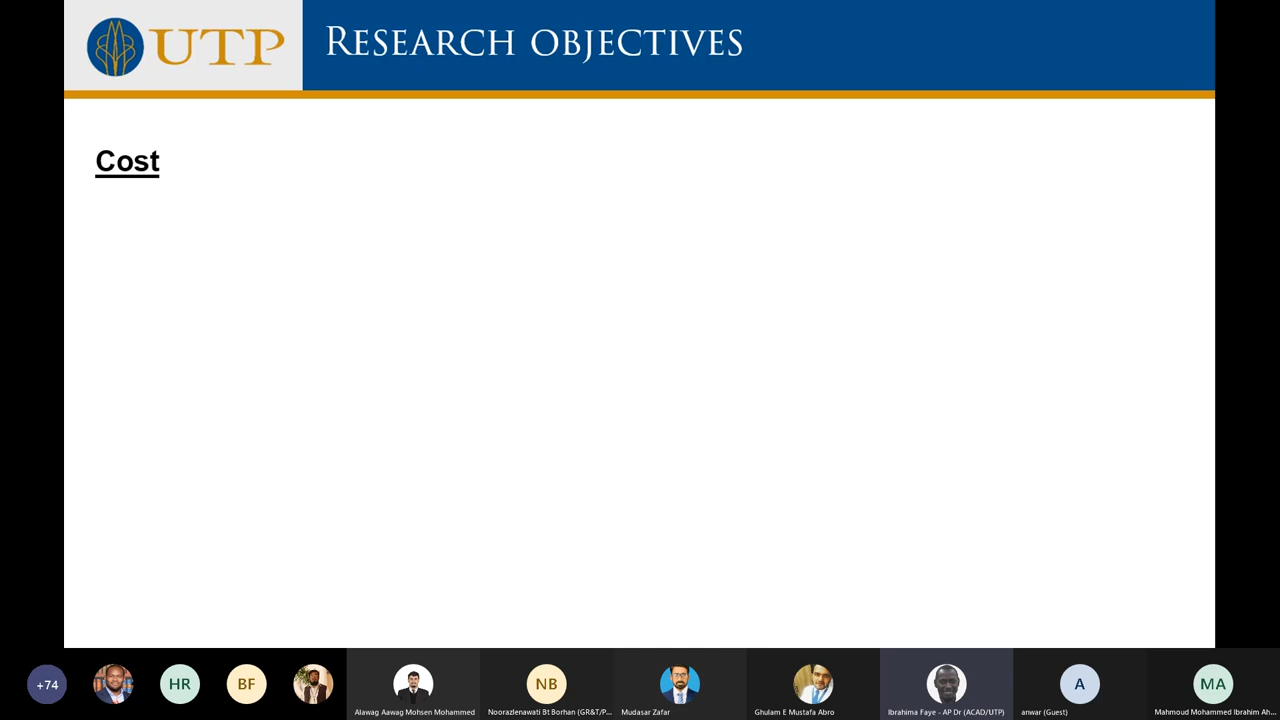 UTP
RESEARCH OBJECTIVES
Cost
+74
HR
BF
NB
A
MA
Alawag Aawag Mohsen Mohammed
Noorazlenawati Bt Borhan (GR&T/P...
Mudasar Zafar
Ghulam E Mustafa Abro
Ibrahima Faye - AP Dr (ACAD/UTP)
anwar (Guest)
Mahmoud Mohammed Ibrahim Ah...